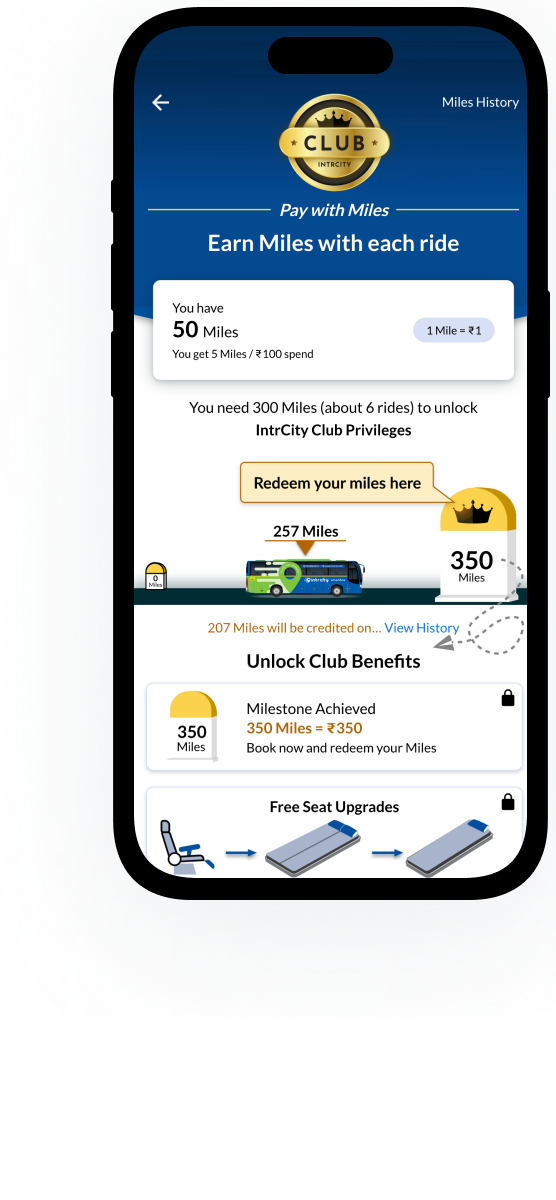 Miles History
CLUB
INTRCITY
Pay with Miles
Earn Miles with each ride
You have
50 Miles
1 Mile = ₹1
You get 5 Miles / ₹100 spend
You need 300 Miles (about 6 rides) to unlock
IntrCity Club Privileges
Redeem your miles here
257 Miles
350
Miles
0
Miles
intrcity smartbus
207 Miles will be credited on... View History
Unlock Club Benefits
350
Miles
Milestone Achieved
350 Miles = ₹350
Book now and redeem your Miles
Free Seat Upgrades